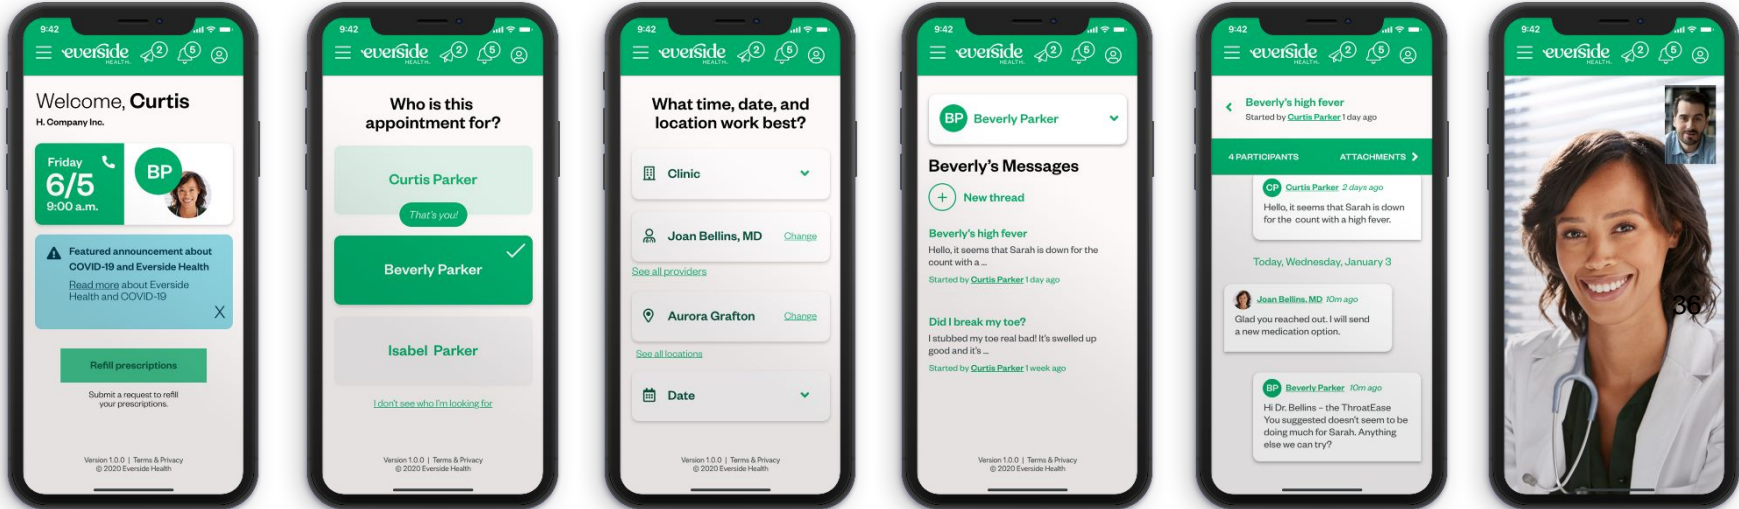 9:42
everside
HEALTH.
2
5
Welcome, Curtis
H. Company Inc.
Friday
6/5
9:00 a.m.
BP
Featured announcement about
COVID-19 and Everside Health
Read more about Everside
Health and COVID-19
X
Refill prescriptions
Submit a request to refill
your prescriptions.
Version 1.0.0 | Terms & Privacy
© 2020 Everside Health
9:42
everside
HEALTH.
2
5
Who is this
appointment for?
Curtis Parker
That's you!
Beverly Parker
Isabel Parker
I don't see who I'm looking for
Version 1.0.0 | Terms & Privacy
© 2020 Everside Health
9:42
everside
HEALTH.
2
5
What time, date, and
location work best?
Clinic
Joan Bellins, MD Change
See all providers
Aurora Grafton Change
See all locations
Date
Version 1.0.0 | Terms & Privacy
© 2020 Everside Health
9:42
everside
HEALTH.
2
5
BP Beverly Parker
Beverly's Messages
New thread
Beverly's high fever
Hello, it seems that Sarah is down for the
count with a ...
Started by Curtis Parker 1 day ago
Did I break my toe?
I stubbed my toe real bad! It's swelled up
good and it's ...
Started by Curtis Parker 1 week ago
Version 1.0.0 | Terms & Privacy
© 2020 Everside Health
9:42
everside
HEALTH.
2
5
Beverly's high fever
Started by Curtis Parker 1 day ago
4 PARTICIPANTS ATTACHMENTS
CP Curtis Parker 2 days ago
Hello, it seems that Sarah is down
for the count with a high fever.
Today, Wednesday, January 3
Joan Bellins, MD 10m ago
Glad you reached out. I will send
a new medication option.
BP Beverly Parker 10m ago
Hi Dr. Bellins – the ThroatEase
You suggested doesn't seem to be
doing much for Sarah. Anything
else we can try?
9:42
everside
HEALTH.
2
5
36